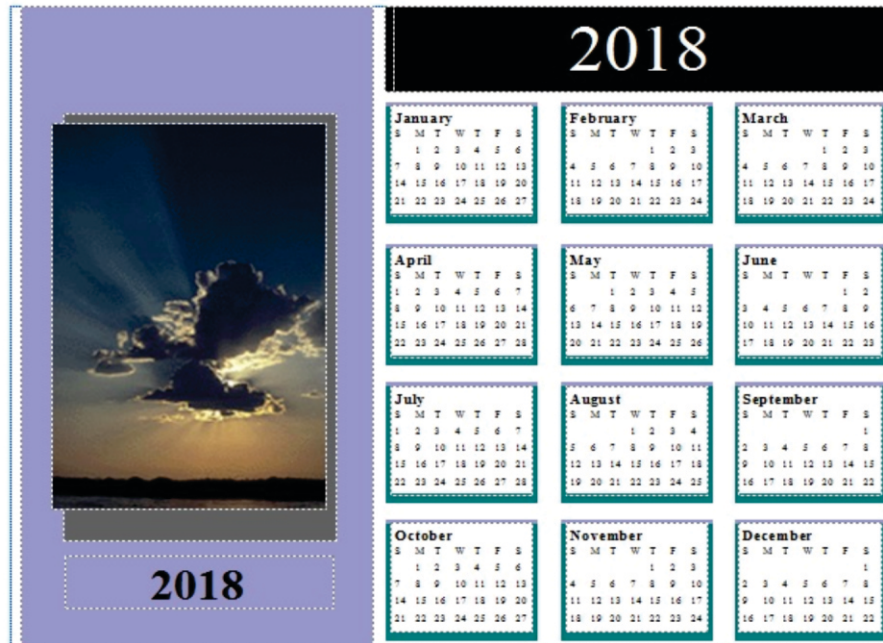 2018
2018
January
S M T W T F S
1 2 3 4 5 6
7 8 9 10 11 12 13
14 15 16 17 18 19 20
21 22 23 24 25 26 27
February
S M T W T F S
1 2 3
4 5 6 7 8 9 10
11 12 13 14 15 16 17
18 19 20 21 22 23 24
March
S M T W T F S
1 2 3
4 5 6 7 8 9 10
11 12 13 14 15 16 17
18 19 20 21 22 23 24
April
S M T W T F S
1 2 3 4 5 6 7
8 9 10 11 12 13 14
15 16 17 18 19 20 21
22 23 24 25 26 27 28
May
S M T W T F S
1 2 3 4 5
6 7 8 9 10 11 12
13 14 15 16 17 18 19
20 21 22 23 24 25 26
June
S M T W T F S
1 2
3 4 5 6 7 8 9
10 11 12 13 14 15 16
17 18 19 20 21 22 23
July
S M T W T F S
1 2 3 4 5 6 7
8 9 10 11 12 13 14
15 16 17 18 19 20 21
22 23 24 25 26 27 28
August
S M T W T F S
1 2 3 4
5 6 7 8 9 10 11
12 13 14 15 16 17 18
19 20 21 22 23 24 25
September
S M T W T F S
1
2 3 4 5 6 7 8
9 10 11 12 13 14 15
16 17 18 19 20 21 22
October
S M T W T F S
1 2 3 4 5 6
7 8 9 10 11 12 13
14 15 16 17 18 19 20
21 22 23 24 25 26 27
November
S M T W T F S
1 2 3
4 5 6 7 8 9 10
11 12 13 14 15 16 17
18 19 20 21 22 23 24
December
S M T W T F S
1
2 3 4 5 6 7 8
9 10 11 12 13 14 15
16 17 18 19 20 21 22